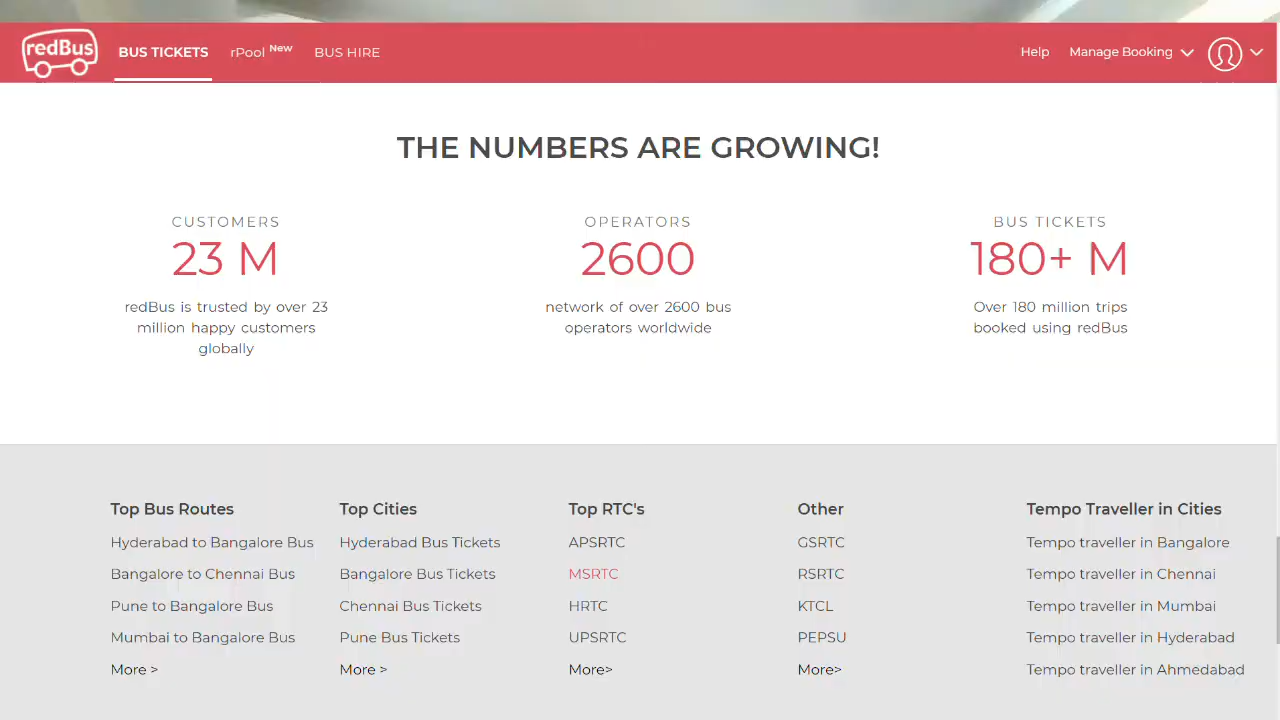 redBus
BUS TICKETS
rPool New
BUS HIRE
Help
Manage Booking
THE NUMBERS ARE GROWING!
CUSTOMERS
23 M
redBus is trusted by over 23
million happy customers
globally
OPERATORS
2600
network of over 2600 bus
operators worldwide
BUS TICKETS
180+ M
Over 180 million trips
booked using redBus
Top Bus Routes
Hyderabad to Bangalore Bus
Bangalore to Chennai Bus
Pune to Bangalore Bus
Mumbai to Bangalore Bus
More >
Top Cities
Hyderabad Bus Tickets
Bangalore Bus Tickets
Chennai Bus Tickets
Pune Bus Tickets
More >
Top RTC's
APSRTC
MSRTC
HRTC
UPSRTC
More>
Other
GSRTC
RSRTC
KTCL
PEPSU
More>
Tempo Traveller in Cities
Tempo traveller in Bangalore
Tempo traveller in Chennai
Tempo traveller in Mumbai
Tempo traveller in Hyderabad
Tempo traveller in Ahmedabad